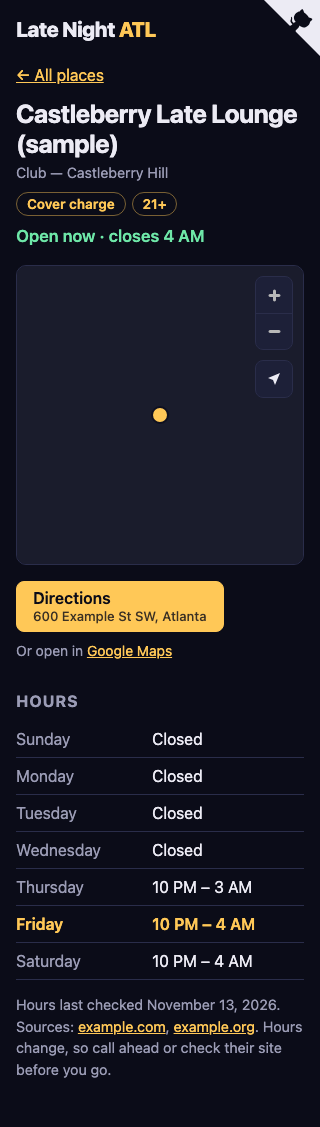 Late Night ATL
← All places
Castleberry Late Lounge
(sample)
Club — Castleberry Hill
Cover charge 21+
Open now · closes 4 AM
+
−
Directions
600 Example St SW, Atlanta
Or open in Google Maps
HOURS
Sunday Closed
Monday Closed
Tuesday Closed
Wednesday Closed
Thursday 10 PM – 3 AM
Friday 10 PM – 4 AM
Saturday 10 PM – 4 AM
Hours last checked November 13, 2026.
Sources: example.com, example.org. Hours
change, so call ahead or check their site
before you go.